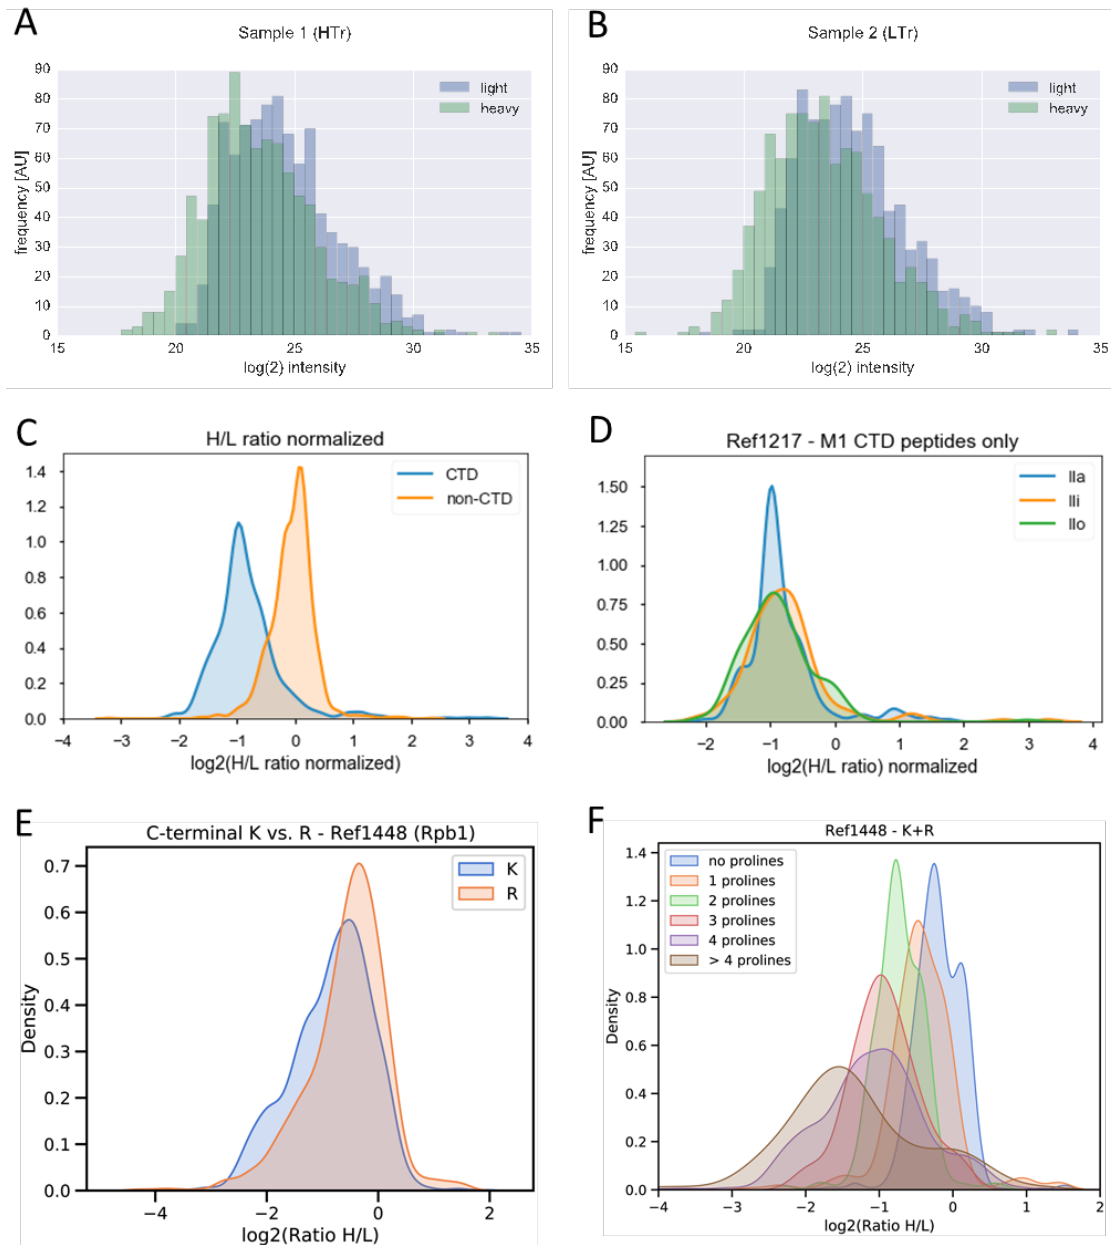 A
Sample 1 (HTr)
light
heavy
frequency [AU]
90
80
70
60
50
40
30
20
10
0
15
20
25
30
35
log(2) intensity
B
Sample 2 (LTr)
light
heavy
frequency [AU]
90
80
70
60
50
40
30
20
10
0
15
20
25
30
35
log(2) intensity
C
H/L ratio normalized
CTD
non-CTD
1.4
1.2
1.0
0.8
0.6
0.4
0.2
0.0
−4
−3
−2
−1
0
1
2
3
4
log2(H/L ratio normalized)
D
Ref1217 - M1 CTD peptides only
IIa
IIi
IIo
1.50
1.25
1.00
0.75
0.50
0.25
0.00
−2
−1
0
1
2
3
4
log2(H/L ratio) normalized
E
C-terminal K vs. R - Ref1448 (Rpb1)
K
R
Density
0.7
0.6
0.5
0.4
0.3
0.2
0.1
0.0
−4
−2
0
2
log2(Ratio H/L)
F
Ref1448 - K+R
no prolines
1 prolines
2 prolines
3 prolines
4 prolines
> 4 prolines
Density
1.4
1.2
1.0
0.8
0.6
0.4
0.2
0.0
−4
−3
−2
−1
0
1
2
log2(Ratio H/L)